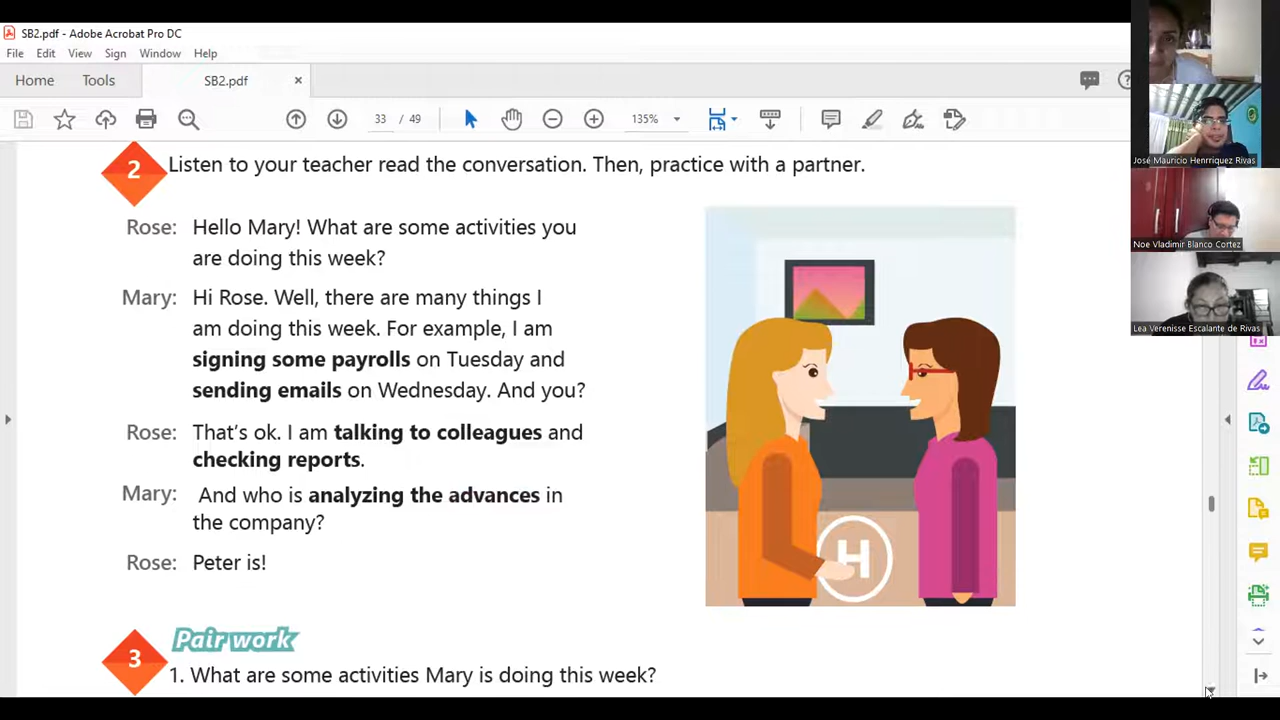 SB2.pdf - Adobe Acrobat Pro DC
File Edit View Sign Window Help
Home Tools SB2.pdf ×
33 / 49 135%
2 Listen to your teacher read the conversation. Then, practice with a partner.
Rose: Hello Mary! What are some activities you
are doing this week?
Mary: Hi Rose. Well, there are many things I
am doing this week. For example, I am
signing some payrolls on Tuesday and
sending emails on Wednesday. And you?
Rose: That's ok. I am talking to colleagues and
checking reports.
Mary: And who is analyzing the advances in
the company?
Rose: Peter is!
H
Pair work
3 1. What are some activities Mary is doing this week?
José Mauricio Henrriquez Rivas
Noe Vladimir Blanco Cortez
Lea Verenisse Escalante de Rivas